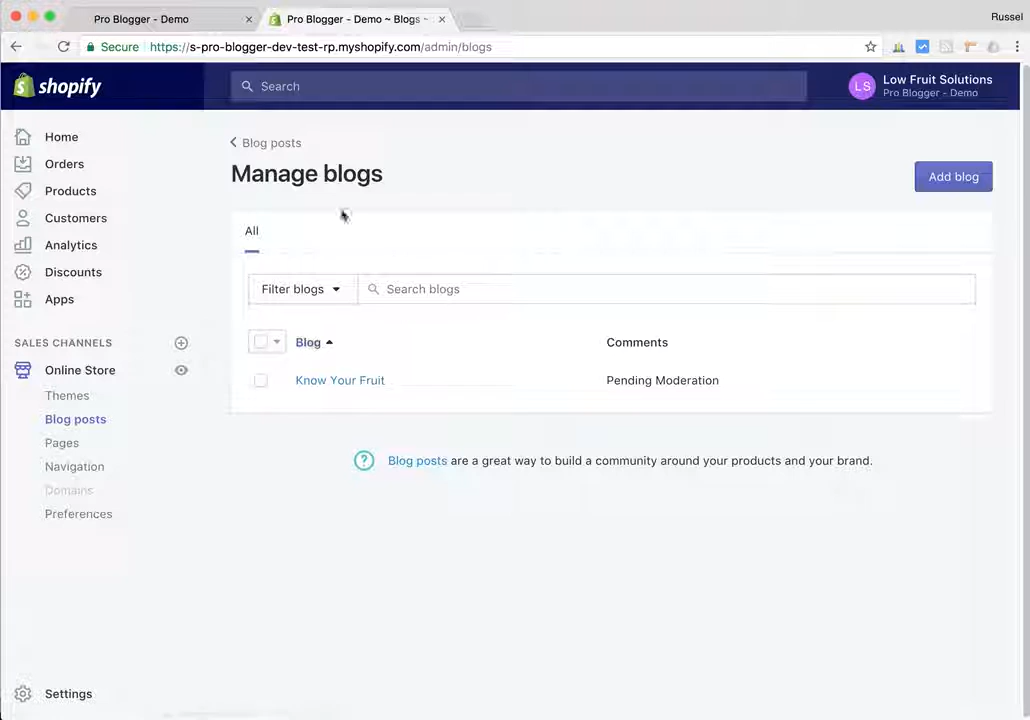 Pro Blogger - Demo
Pro Blogger - Demo ~ Blogs ~
Russel
Secure https://s-pro-blogger-dev-test-rp.myshopify.com/admin/blogs
shopify
Search
LS
Low Fruit Solutions
Pro Blogger - Demo
Home
Orders
Products
Customers
Analytics
Discounts
Apps
SALES CHANNELS
Online Store
Themes
Blog posts
Pages
Navigation
Domains
Preferences
Settings
Blog posts
Manage blogs
Add blog
All
Filter blogs
Search blogs
Blog
Comments
Know Your Fruit
Pending Moderation
Blog posts are a great way to build a community around your products and your brand.